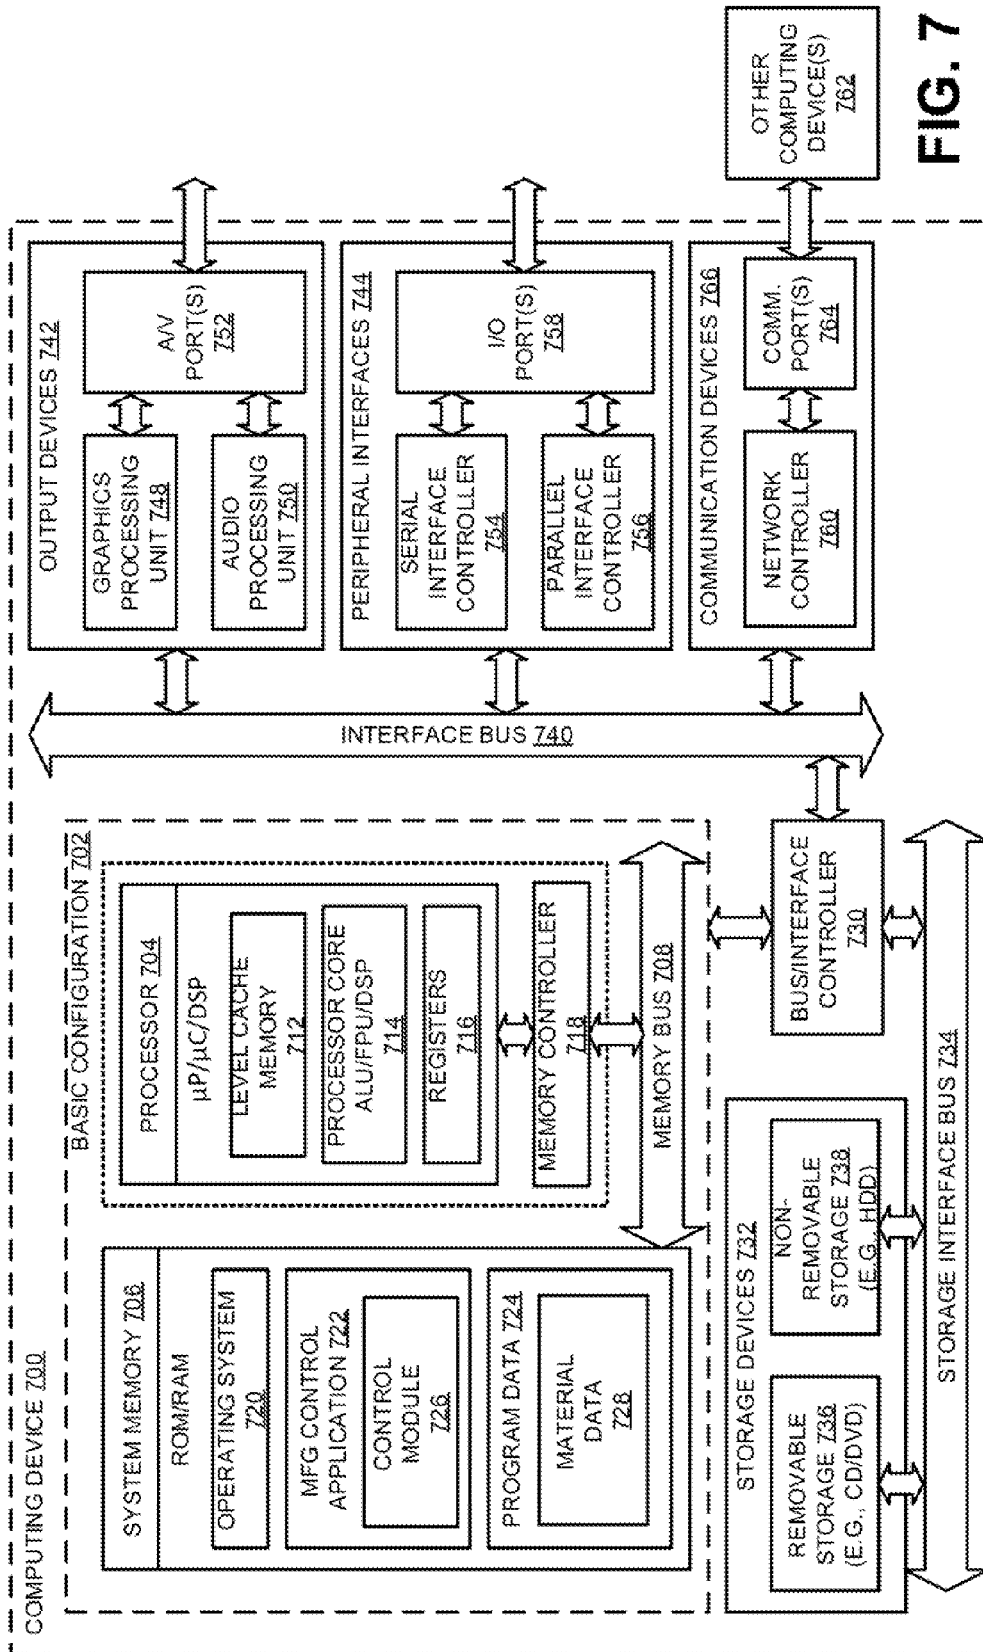 COMPUTING DEVICE 700
BASIC CONFIGURATION 702
SYSTEM MEMORY 706
ROM/RAM
OPERATING SYSTEM
720
MFG CONTROL
APPLICATION 722
CONTROL
MODULE
726
PROGRAM DATA 724
MATERIAL
DATA
728
PROCESSOR 704
µP/µC/DSP
LEVEL CACHE
MEMORY
712
PROCESSOR CORE
ALU/FPU/DSP
714
REGISTERS
716
MEMORY CONTROLLER
718
MEMORY BUS 708
STORAGE DEVICES 732
REMOVABLE
STORAGE 736
(E.G., CD/DVD)
NON-
REMOVABLE
STORAGE 738
(E.G., HDD)
BUS/INTERFACE
CONTROLLER
730
STORAGE INTERFACE BUS 734
INTERFACE BUS 740
OUTPUT DEVICES 742
GRAPHICS
PROCESSING
UNIT 748
AUDIO
PROCESSING
UNIT 750
A/V
PORT(S)
752
PERIPHERAL INTERFACES 744
SERIAL
INTERFACE
CONTROLLER
754
PARALLEL
INTERFACE
CONTROLLER
756
I/O
PORT(S)
758
COMMUNICATION DEVICES 766
NETWORK
CONTROLLER
760
COMM.
PORT(S)
764
OTHER
COMPUTING
DEVICE(S)
762
FIG. 7